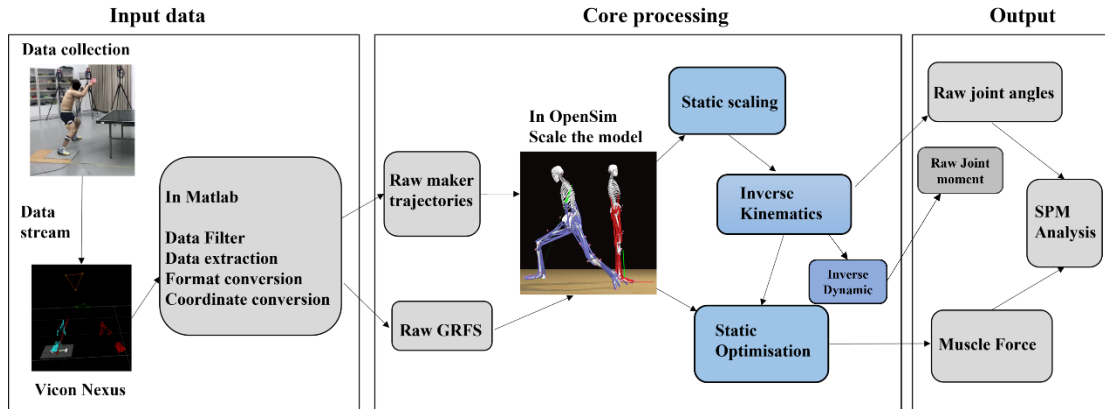 Input data
Core processing
Output
Data collection
Data
stream
Vicon Nexus
In Matlab
Data Filter
Data extraction
Format conversion
Coordinate conversion
Raw maker
trajectories
Raw GRFS
In OpenSim
Scale the model
Static scaling
Inverse
Kinematics
Inverse
Dynamic
Static
Optimisation
Raw joint angles
Raw Joint
moment
SPM
Analysis
Muscle Force